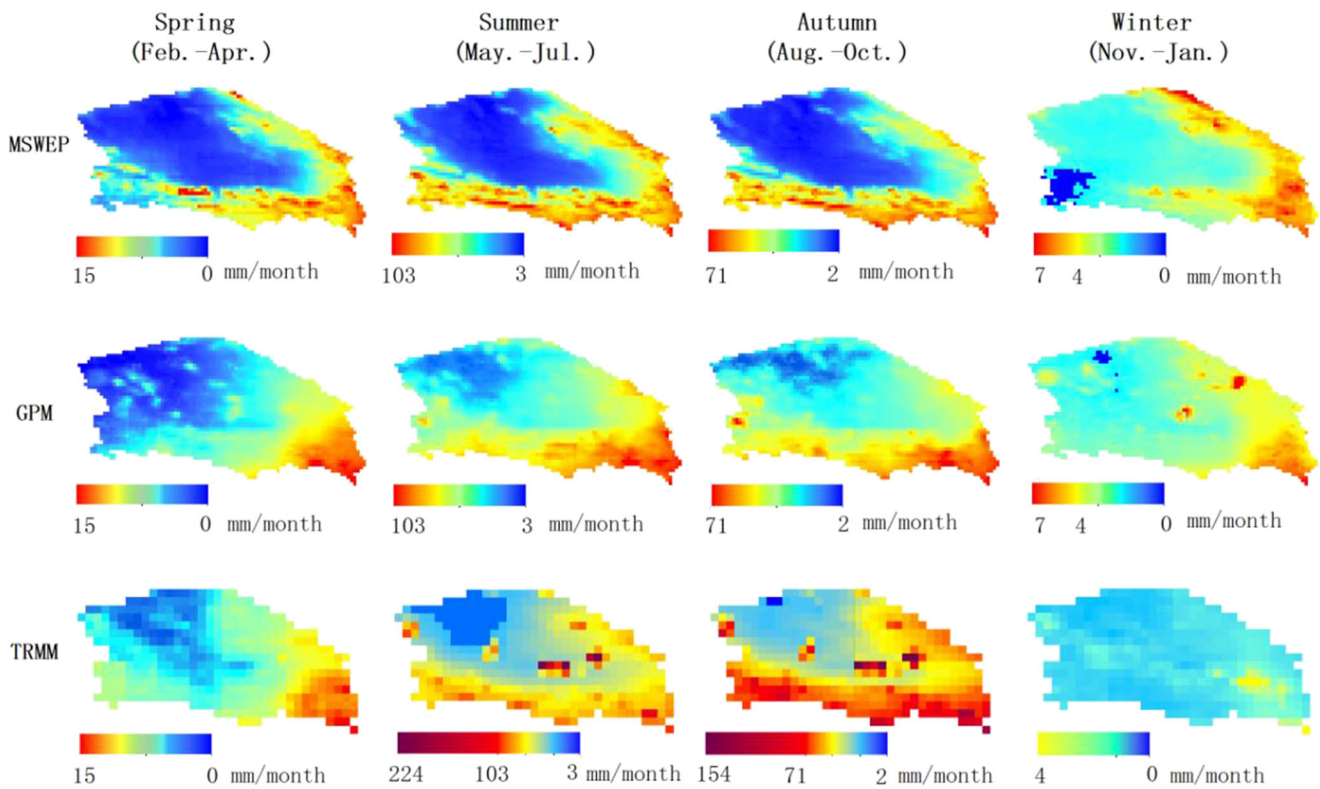 Spring
(Feb.-Apr.)
Summer
(May.-Jul.)
Autumn
(Aug.-Oct.)
Winter
(Nov.-Jan.)
MSWEP
15 0 mm/month
103 3 mm/month
71 2 mm/month
7 4 0 mm/month
GPM
15 0 mm/month
103 3 mm/month
71 2 mm/month
7 4 0 mm/month
TRMM
15 0 mm/month
224 103 3 mm/month
154 71 2 mm/month
4 0 mm/month